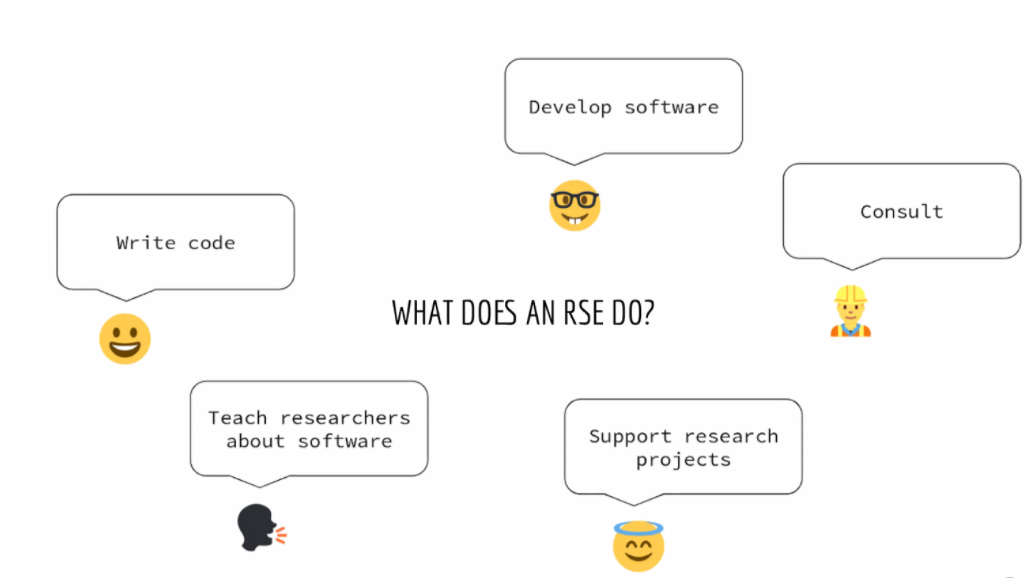 Develop software
Consult
Write code
WHAT DOES AN RSE DO?
Teach researchers
about software
Support research
projects